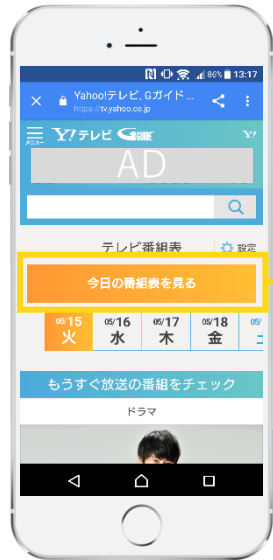 86% 13:17
Yahoo!テレビ.Gガイド ...
https://tv.yahoo.co.jp
メニュー
Y!テレビ GGUIDE
Y!
AD
テレビ番組表
設定
今日の番組表を見る
05/15 05/16 05/17 05/18 05/
火 水 木 金
もうすぐ放送の番組をチェック
ドラマ